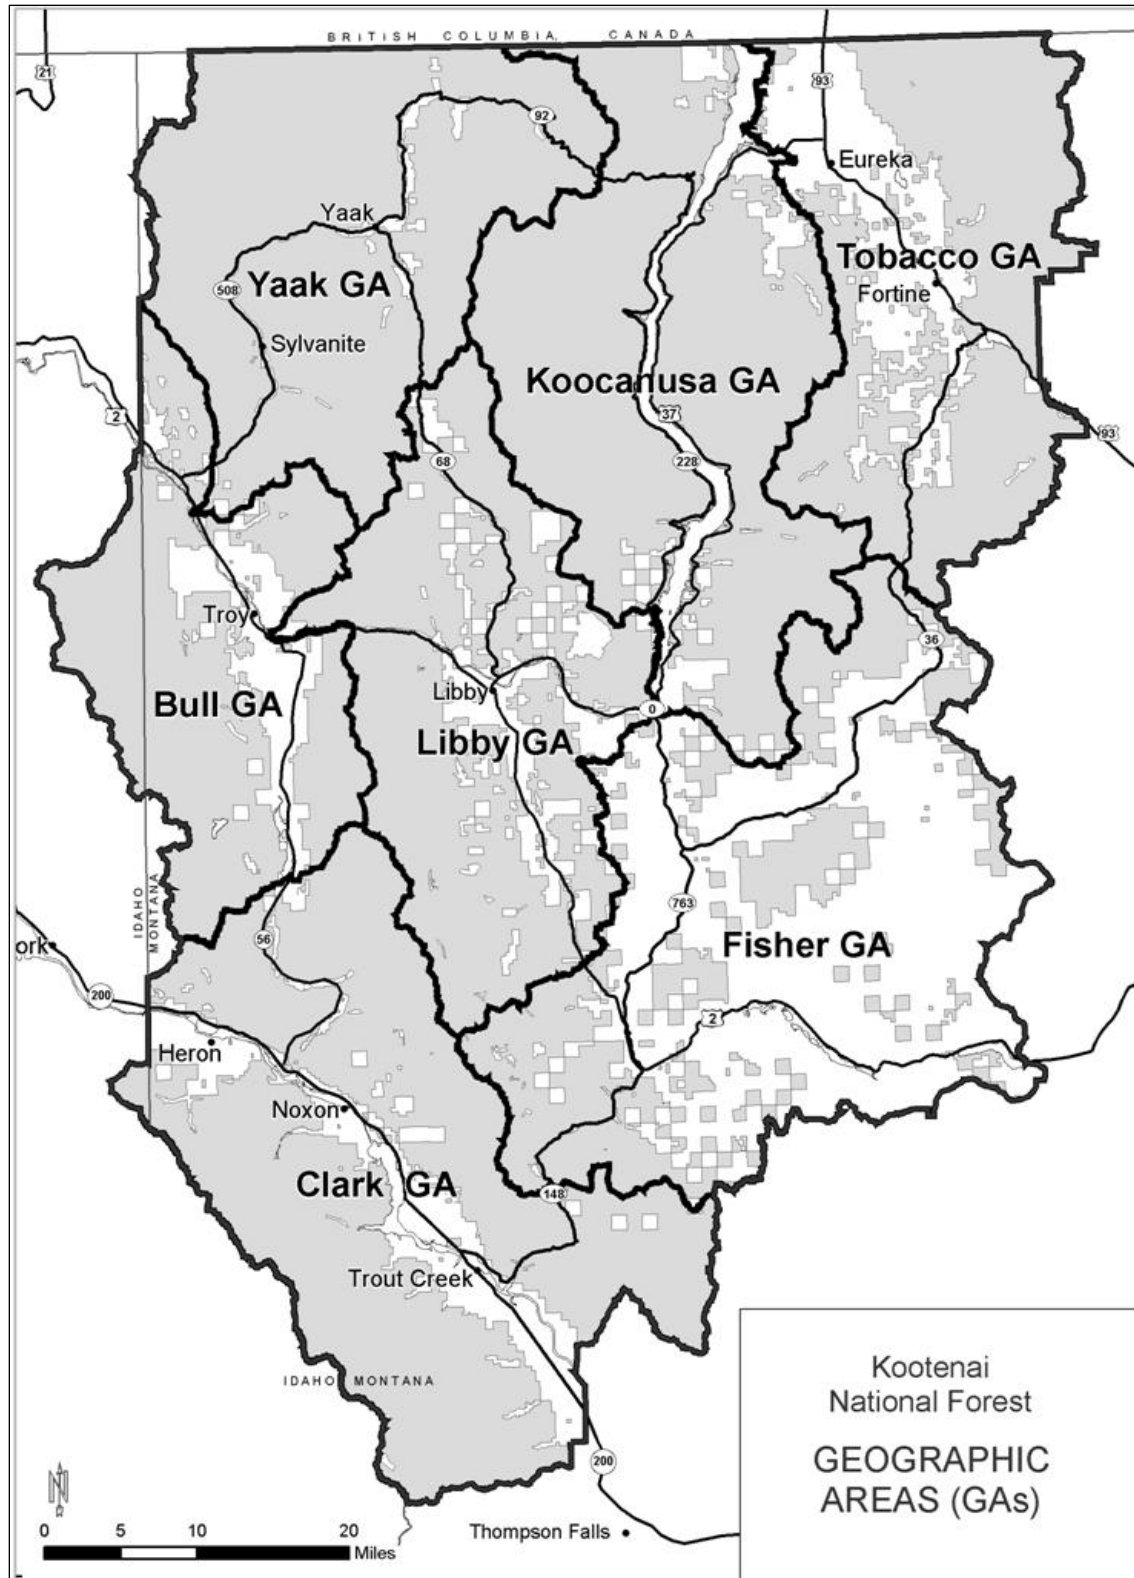 BRITISH COLUMBIA, CANADA
21
93
92
Eureka
Yaak
Tobacco GA
Yaak GA
508
Fortine
Sylvanite
Koocanusa GA
2
37
93
68
228
Troy
36
Libby
Bull GA
0
Libby GA
IDAHO
MONTANA
763
56
Fisher GA
ork
200
2
Heron
Noxon
Clark GA
148
Trout Creek
IDAHO MONTANA
Kootenai
National Forest
GEOGRAPHIC
AREAS (GAs)
200
N
0 5 10 20
Miles
Thompson Falls